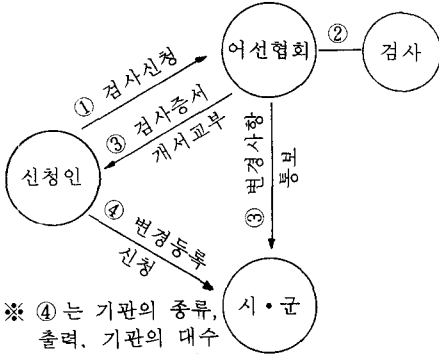 어선협회
②
검사
① 검사신청
③ 검사증서
개서교부
신청인
③ 변경사항
통보
④ 변경등록
신청
시·군
※ ④는 기관의 종류,
출력, 기관의 대수